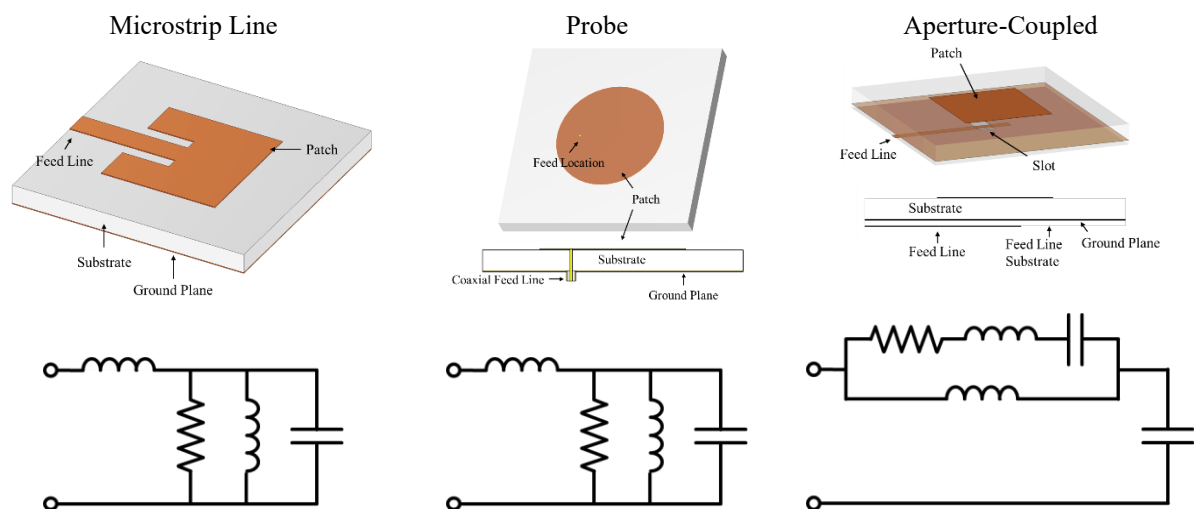 Microstrip Line
Feed Line
Patch
Substrate
Ground Plane
Probe
Feed Location
Patch
Substrate
Coaxial Feed Line
Ground Plane
Aperture-Coupled
Patch
Feed Line
Slot
Substrate
Ground Plane
Feed Line
Feed Line
Substrate